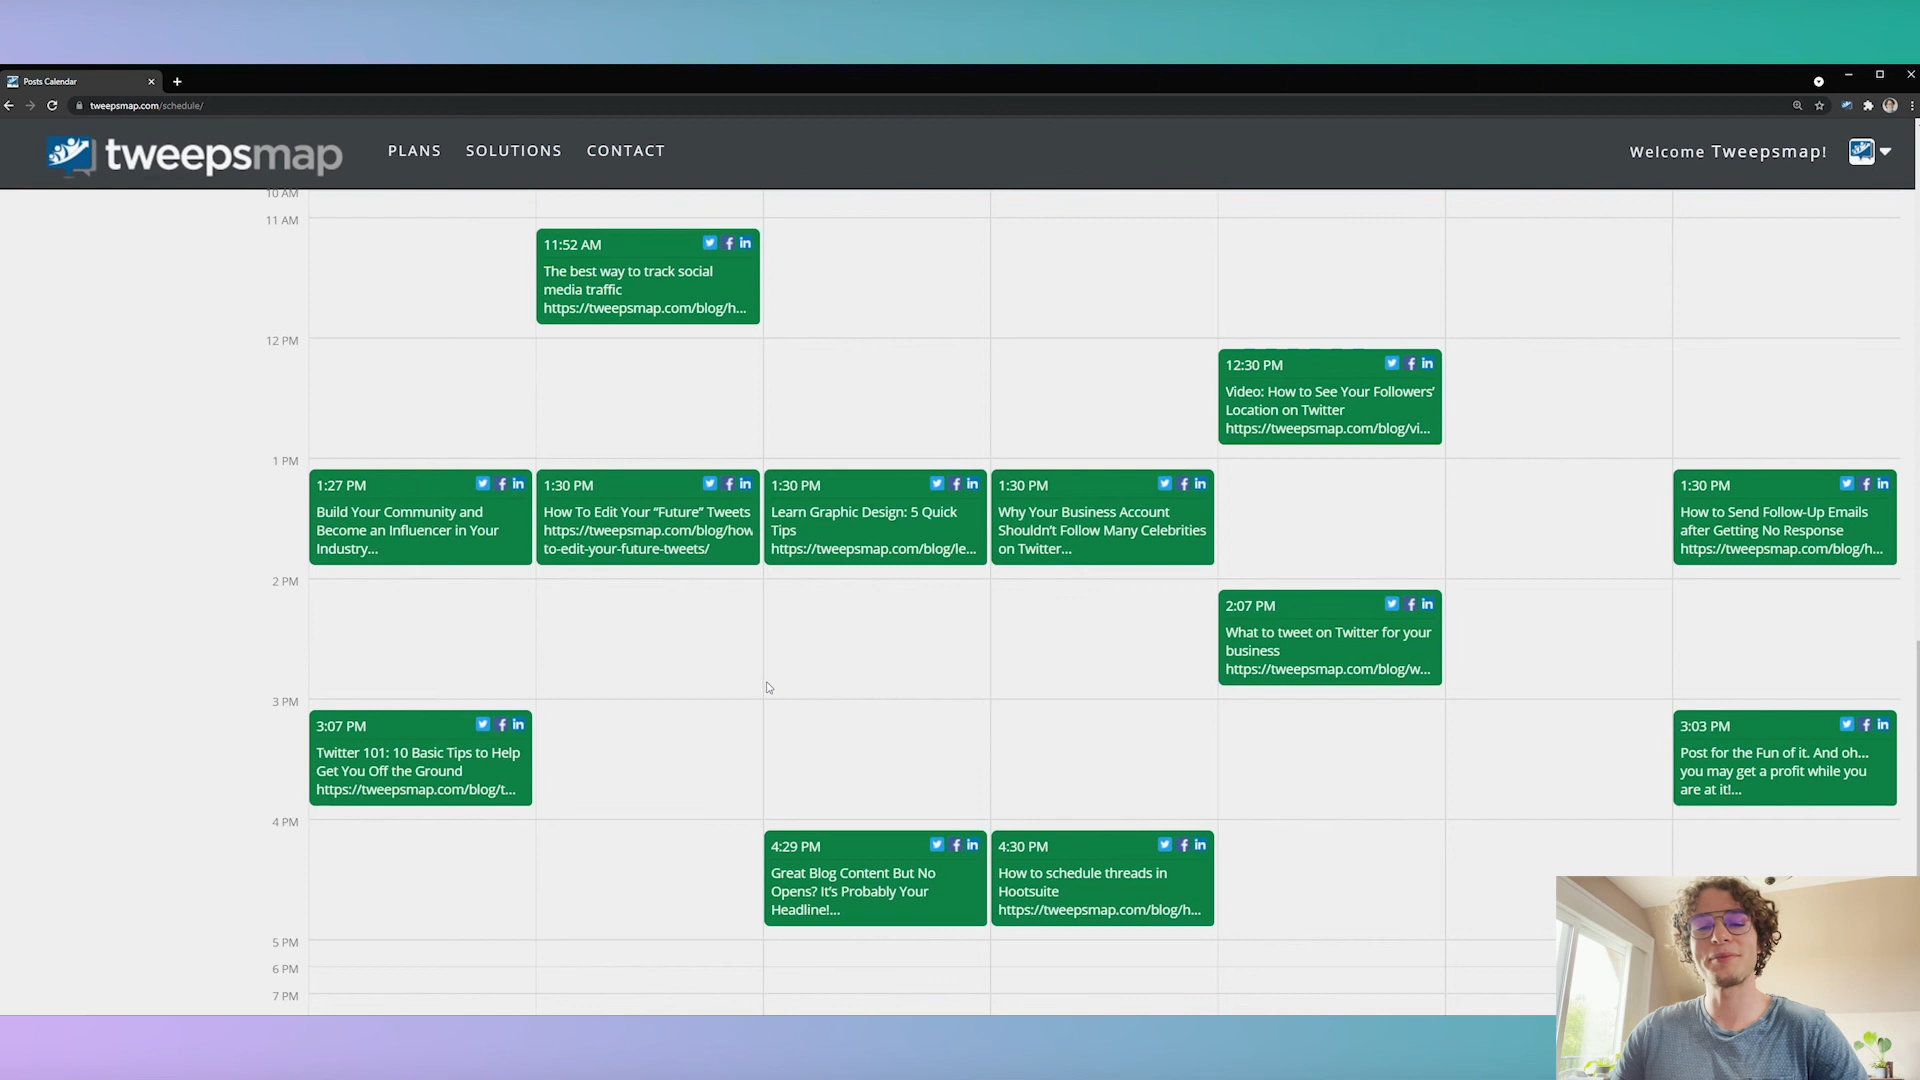 Posts Calendar
tweepsmap.com/schedule/
tweepsmap
PLANS
SOLUTIONS
CONTACT
Welcome Tweepsmap!
10 AM
11 AM
11:52 AM
The best way to track social
media traffic
https://tweepsmap.com/blog/h...
12 PM
12:30 PM
Video: How to See Your Followers’
Location on Twitter
https://tweepsmap.com/blog/vi...
1 PM
1:27 PM
Build Your Community and
Become an Influencer in Your
Industry...
1:30 PM
How To Edit Your “Future” Tweets
https://tweepsmap.com/blog/how
to-edit-your-future-tweets/
1:30 PM
Learn Graphic Design: 5 Quick
Tips
https://tweepsmap.com/blog/le...
1:30 PM
Why Your Business Account
Shouldn’t Follow Many Celebrities
on Twitter...
1:30 PM
How to Send Follow-Up Emails
after Getting No Response
https://tweepsmap.com/blog/h...
2 PM
2:07 PM
What to tweet on Twitter for your
business
https://tweepsmap.com/blog/w...
3 PM
3:07 PM
Twitter 101: 10 Basic Tips to Help
Get You Off the Ground
https://tweepsmap.com/blog/t...
3:03 PM
Post for the Fun of it. And oh...
you may get a profit while you
are at it!...
4 PM
4:29 PM
Great Blog Content But No
Opens? It’s Probably Your
Headline!...
4:30 PM
How to schedule threads in
Hootsuite
https://tweepsmap.com/blog/h...
5 PM
6 PM
7 PM